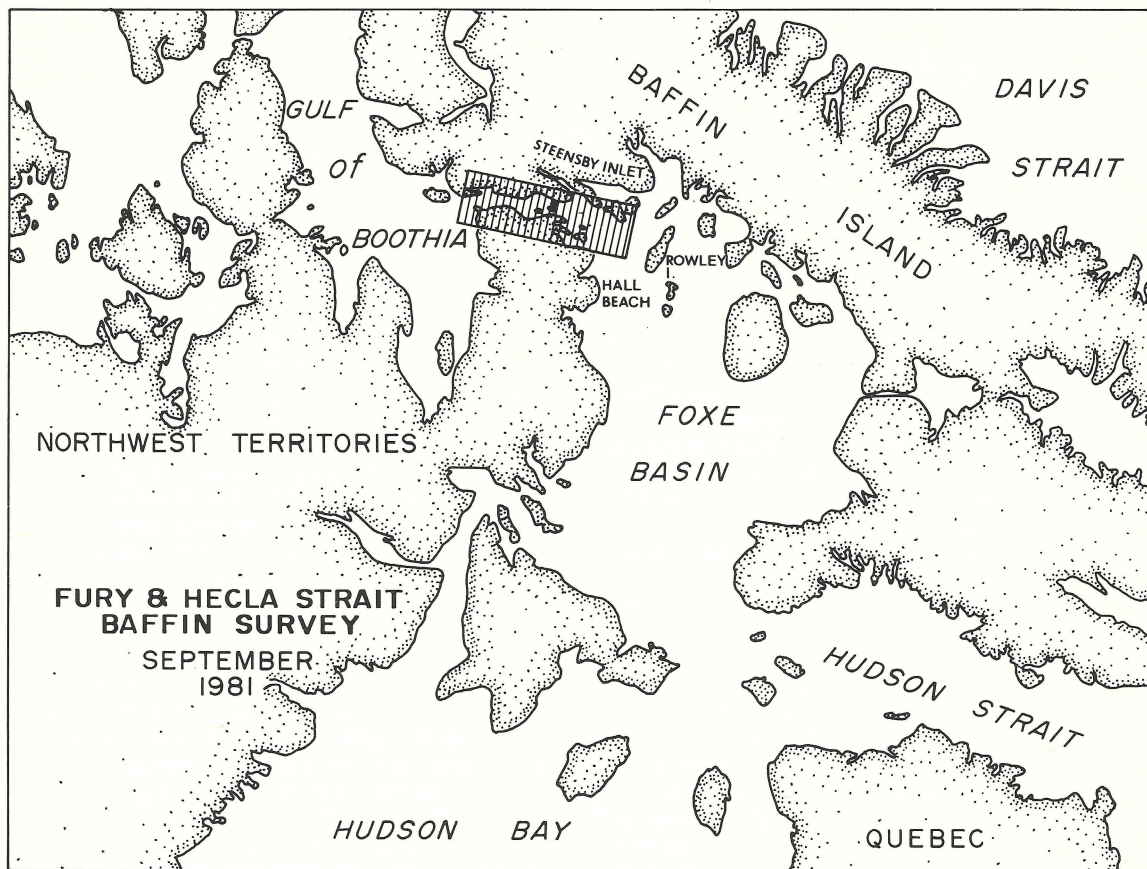 BAFFIN
ISLAND
DAVIS
STRAIT
GULF
of
BOOTHIA
STEENSBY INLET
ROWLEY
HALL
BEACH
FOXE
BASIN
NORTHWEST TERRITORIES
FURY & HECLA STRAIT
BAFFIN SURVEY
SEPTEMBER
1981
HUDSON STRAIT
HUDSON BAY
QUEBEC